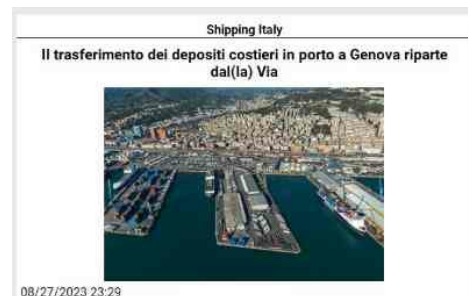 Shipping Italy
Il trasferimento dei depositi costieri in porto a Genova riparte
dal(la) Via
08/27/2023 23:29